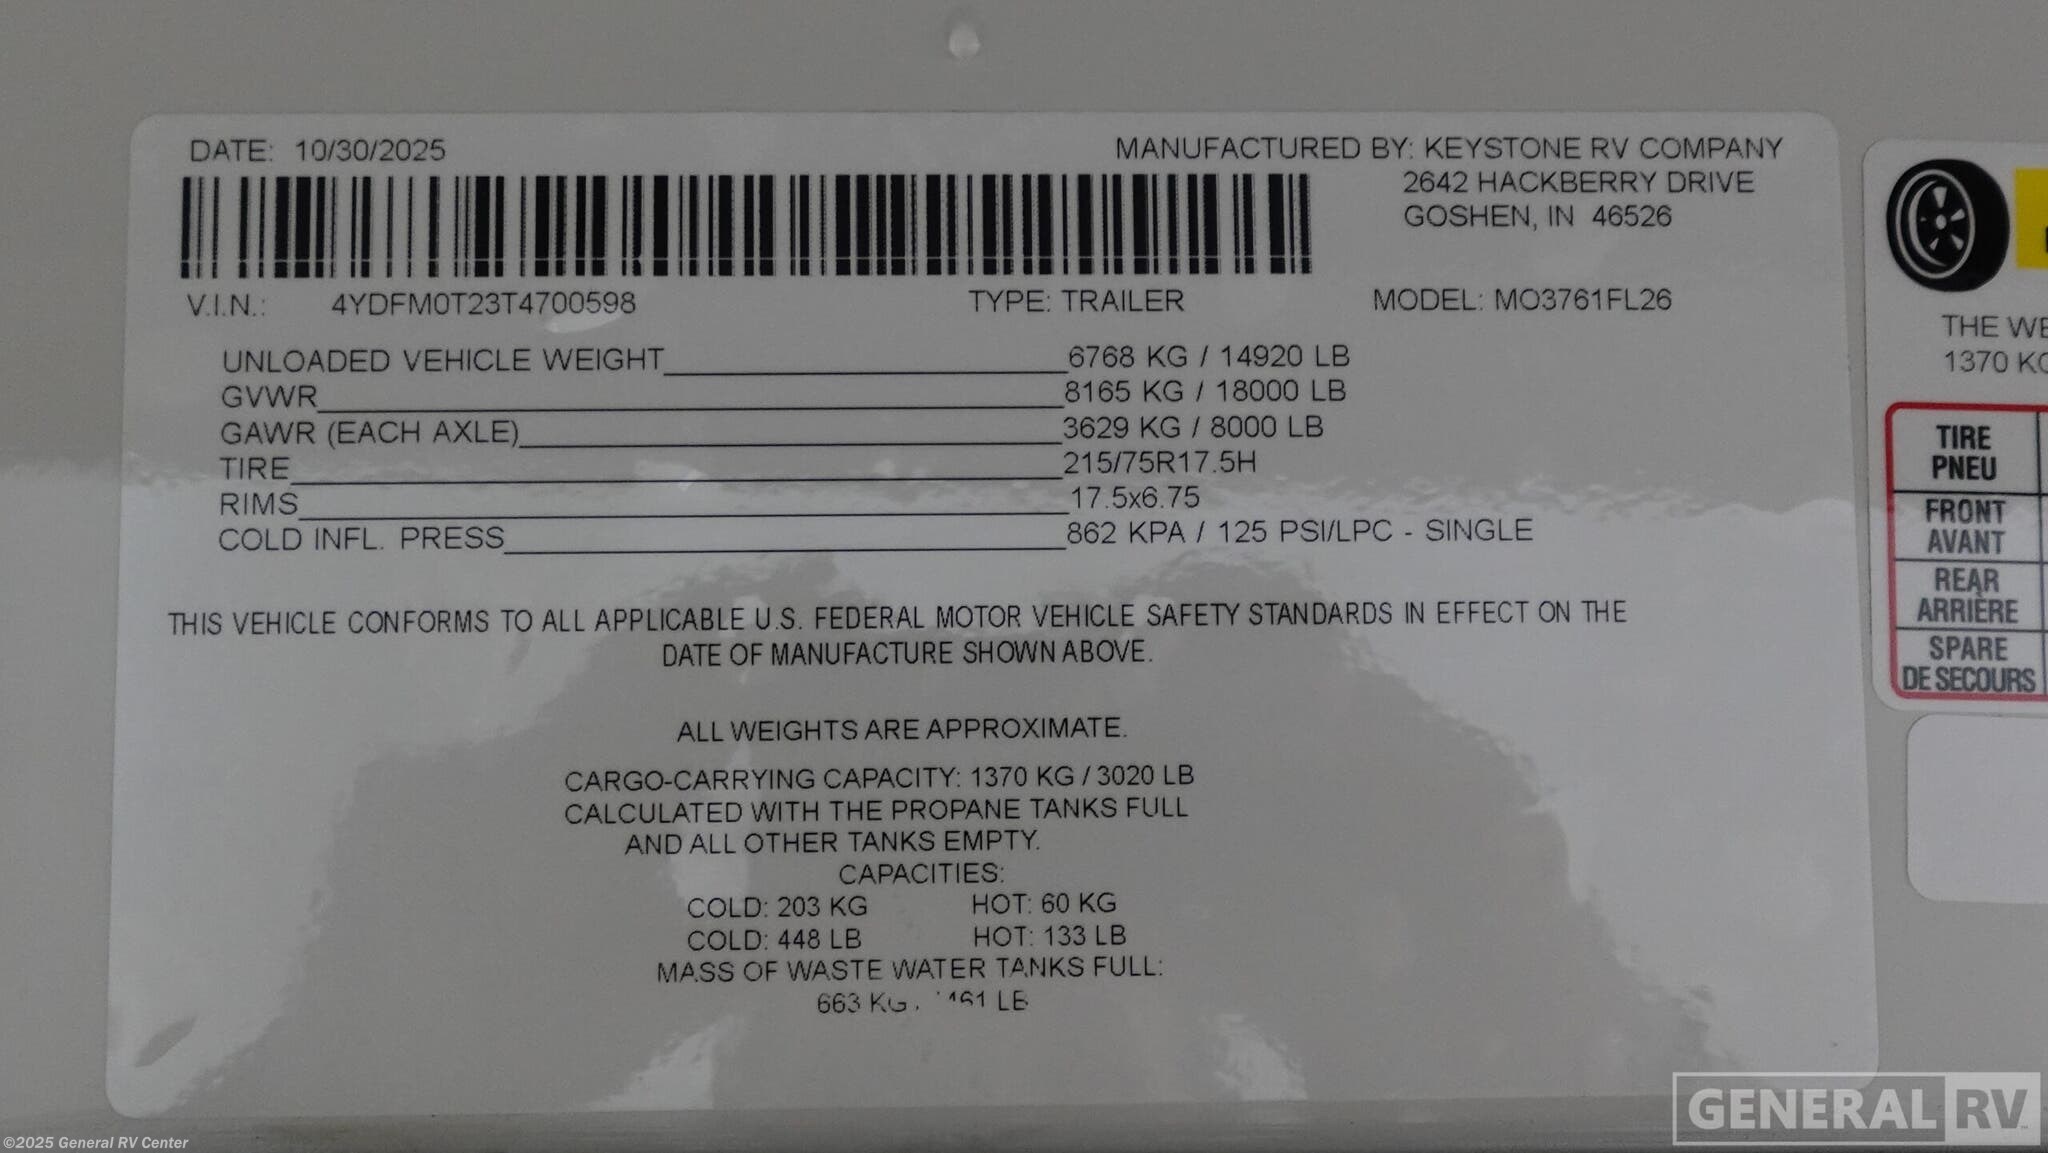 DATE: 10/30/2025
MANUFACTURED BY: KEYSTONE RV COMPANY
2642 HACKBERRY DRIVE
GOSHEN, IN 46526
V.I.N.: 4YDFM0T23T4700598 TYPE: TRAILER MODEL: MO3761FL26
UNLOADED VEHICLE WEIGHT 6768 KG / 14920 LB
GVWR 8165 KG / 18000 LB
GAWR (EACH AXLE) 3629 KG / 8000 LB
TIRE 215/75R17.5H
RIMS 17.5x6.75
COLD INFL. PRESS 862 KPA / 125 PSI/LPC - SINGLE
THIS VEHICLE CONFORMS TO ALL APPLICABLE U.S. FEDERAL MOTOR VEHICLE SAFETY STANDARDS IN EFFECT ON THE
DATE OF MANUFACTURE SHOWN ABOVE.
ALL WEIGHTS ARE APPROXIMATE.
CARGO-CARRYING CAPACITY: 1370 KG / 3020 LB
CALCULATED WITH THE PROPANE TANKS FULL
AND ALL OTHER TANKS EMPTY.
CAPACITIES:
COLD: 203 KG HOT: 60 KG
COLD: 448 LB HOT: 133 LB
MASS OF WASTE WATER TANKS FULL:
663 KG LB
THE
1370
TIRE
PNEU
FRONT
AVANT
REAR
ARRIÈRE
SPARE
DE SECOURS
GENERAL RV
©2025 General RV Center